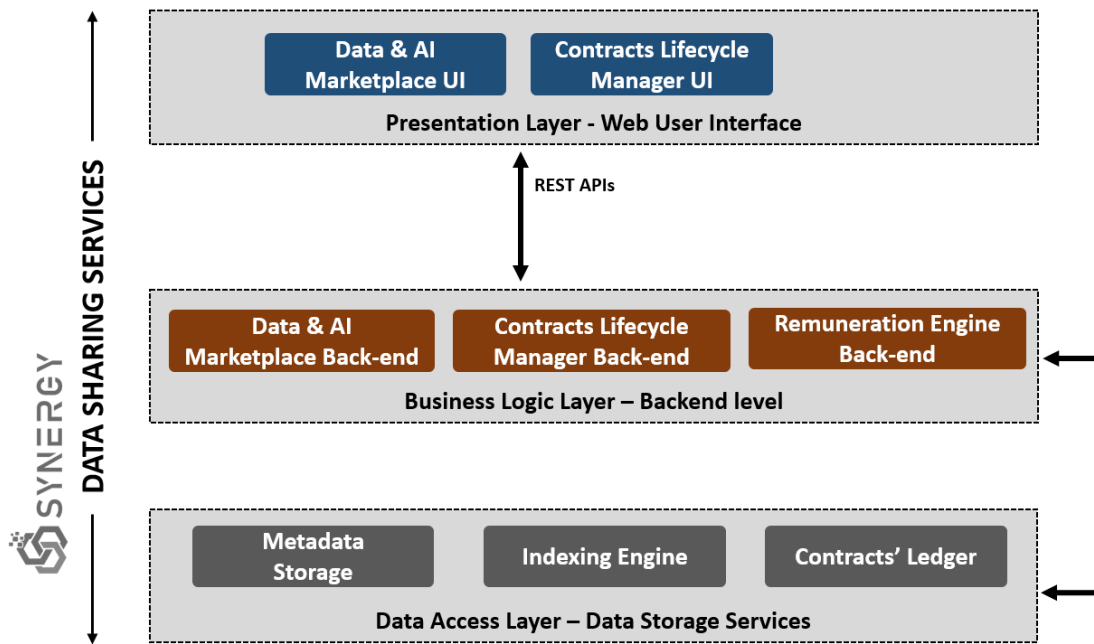 Data & AI
Marketplace UI
Contracts Lifecycle
Manager UI
Presentation Layer - Web User Interface
REST APIs
DATA SHARING SERVICES
SYNERGY
Data & AI
Marketplace Back-end
Contracts Lifecycle
Manager Back-end
Remuneration Engine
Back-end
Business Logic Layer – Backend level
Metadada
Storage
Indexing Engine
Contracts’ Ledger
Data Access Layer – Data Storage Services